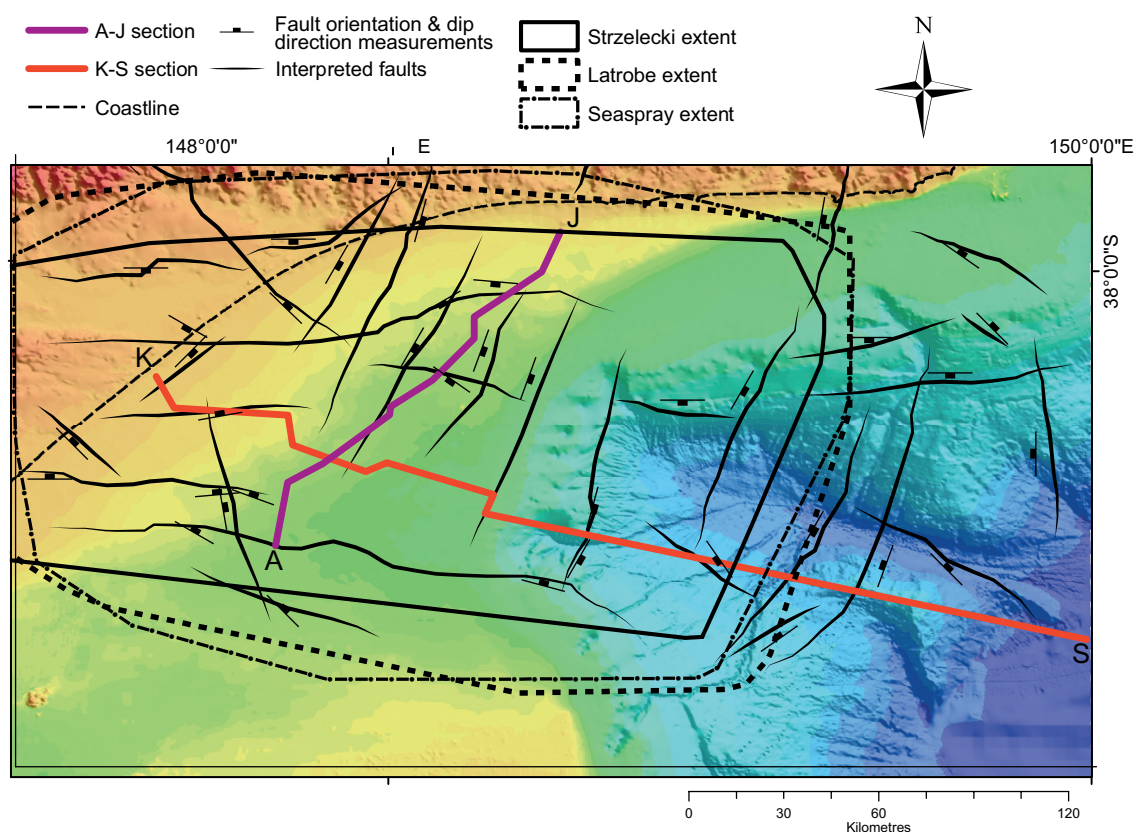 A-J section
Fault orientation & dip
direction measurements
Strzelecki extent
K-S section
Interpreted faults
Latrobe extent
Coastline
Seaspray extent
N
148°0'0"
E
150°0'0"E
38°0'0"S
J
K
A
S
0
30
60
120
Kilometres